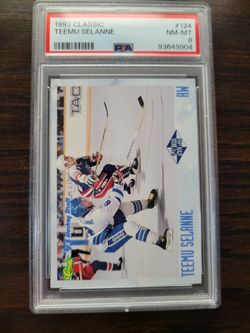 1993 CLASSIC
#124
TEEMU SELANNE
NM-MT
8
PSA
93649904
TAC
RW
TEEMU SELANNE